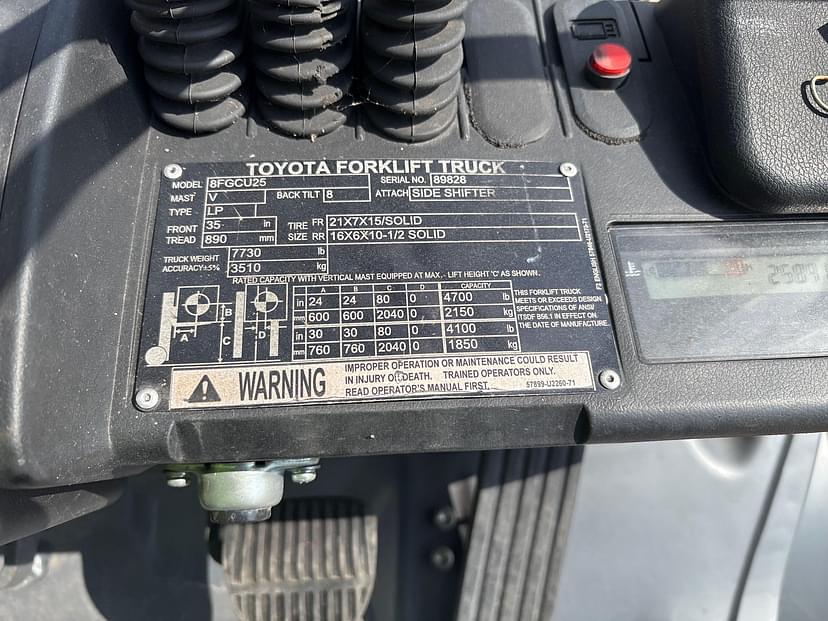 TOYOTA FORKLIFT TRUCK
MODEL 8FGCU25 SERIAL NO. 89828
MAST V BACK TILT 8 ATTACH SIDE SHIFTER
TYPE LP
FRONT TREAD 35 in TIRE SIZE FR 21X7X15/SOLID
890 mm RR 16X6X10-1/2 SOLID
TRUCK WEIGHT 7730 lb
ACCURACY±5% 3510 kg
RATED CAPACITY WITH VERTICAL MAST EQUIPPED AT MAX.- LIFT HEIGHT "C" AS SHOWN.
A B C D CAPACITY
in 24 24 80 0 4700 lb
mm 600 600 2040 0 2150 kg
in 30 30 80 0 4100 lb
mm 760 760 2040 0 1850 kg
B
A C D
THIS FORKLIFT TRUCK
MEETS OR EXCEEDS DESIGN
SPECIFICATIONS OF ANSI/
ITSDF B56.1 IN EFFECT ON
THE DATE OF MANUFACTURE.
WARNING
IMPROPER OPERATION OR MAINTENANCE COULD RESULT
IN INJURY OR DEATH. TRAINED OPERATORS ONLY.
READ OPERATOR'S MANUAL FIRST.
57899-U2260-71